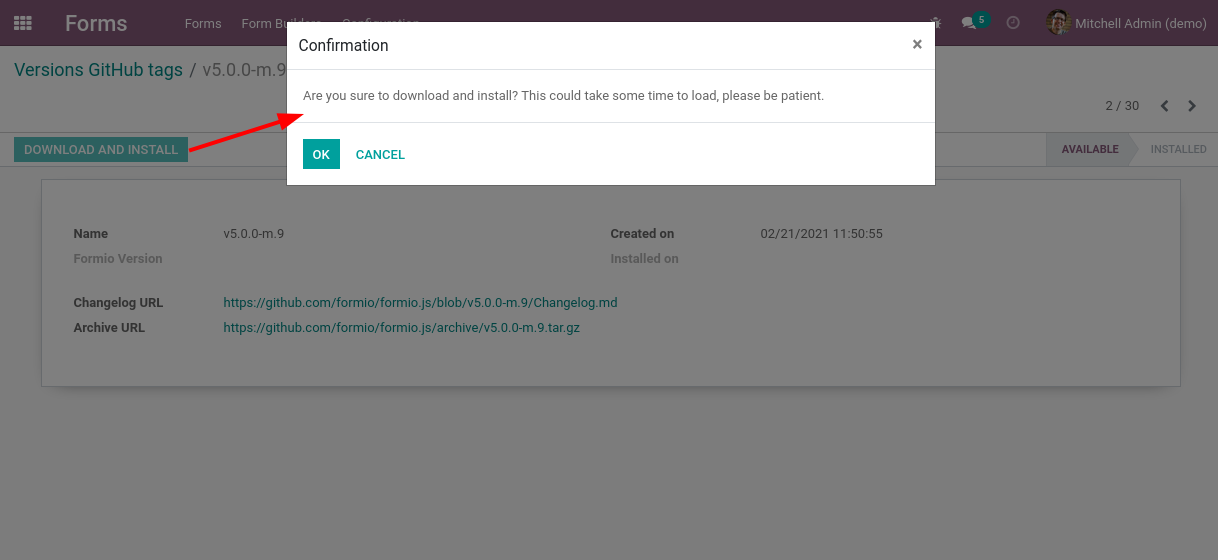 Forms
Forms
Form Builders
Configuration
5
Mitchell Admin (demo)
Confirmation
×
Versions GitHub tags / v5.0.0-m.9
Are you sure to download and install? This could take some time to load, please be patient.
2 / 30
DOWNLOAD AND INSTALL
OK
CANCEL
AVAILABLE
INSTALLED
Name v5.0.0-m.9
Created on 02/21/2021 11:50:55
Formio Version
Installed on
Changelog URL https://github.com/formio/formio.js/blob/v5.0.0-m.9/Changelog.md
Archive URL https://github.com/formio/formio.js/archive/v5.0.0-m.9.tar.gz